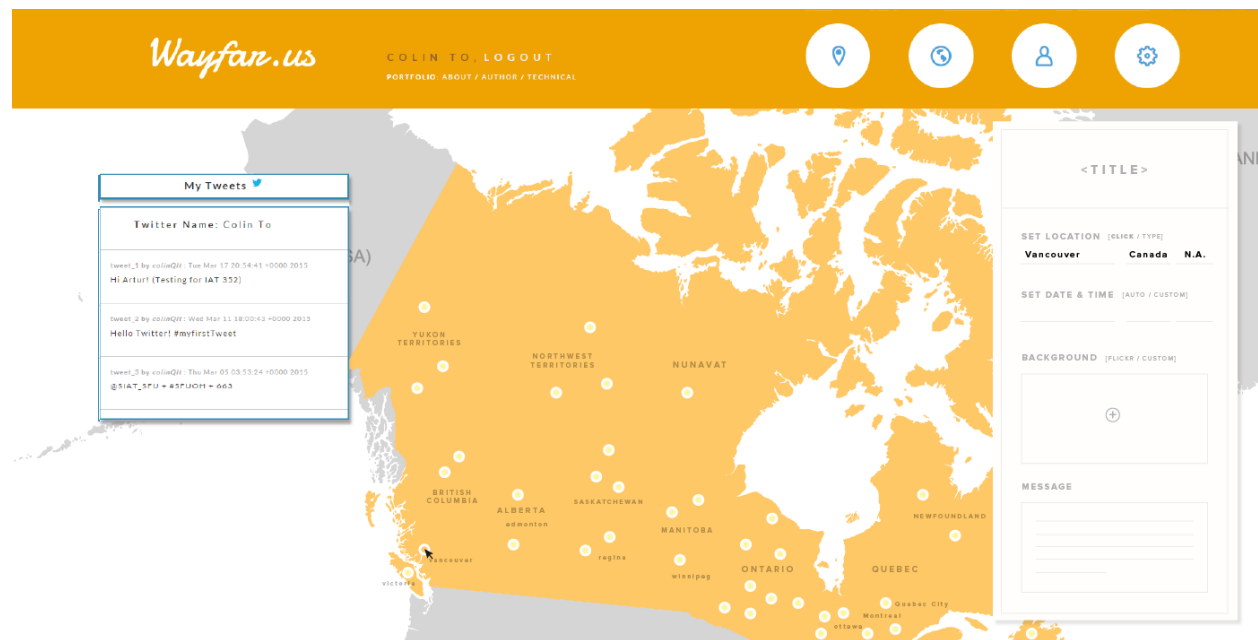 Wayfar.us
COLIN TO, LOGOUT
PORTFOLIO: ABOUT / AUTHOR / TECHNICAL
My Tweets
Twitter Name: Colin To
tweet_1 by colinQH : Tue Mar 17 20:54:41 +0000 2015
Hi Artur! (Testing for IAT 352)
tweet_2 by colinQH : Wed Mar 11 18:00:43 +0000 2015
Hello Twitter! #myfirstTweet
tweet_3 by colinQH : Thu Mar 05 03:53:24 +0000 2015
@SIAT_SFU + #SFUOM + 663
SA)
YUKON
TERRITORIES
NORTHWEST
TERRITORIES
NUNAVAT
BRITISH
COLUMBIA
ALBERTA
edmonton
SASKATCHEWAN
regina
MANITOBA
winnipeg
ONTARIO
QUEBEC
NEWFOUNDLAND
vancouver
victoria
Quebec City
Montreal
ottawa
AN
<TITLE>
SET LOCATION [CLICK / TYPE]
Vancouver Canada N.A.
SET DATE & TIME [AUTO / CUSTOM]
BACKGROUND [FLICKR / CUSTOM]
MESSAGE